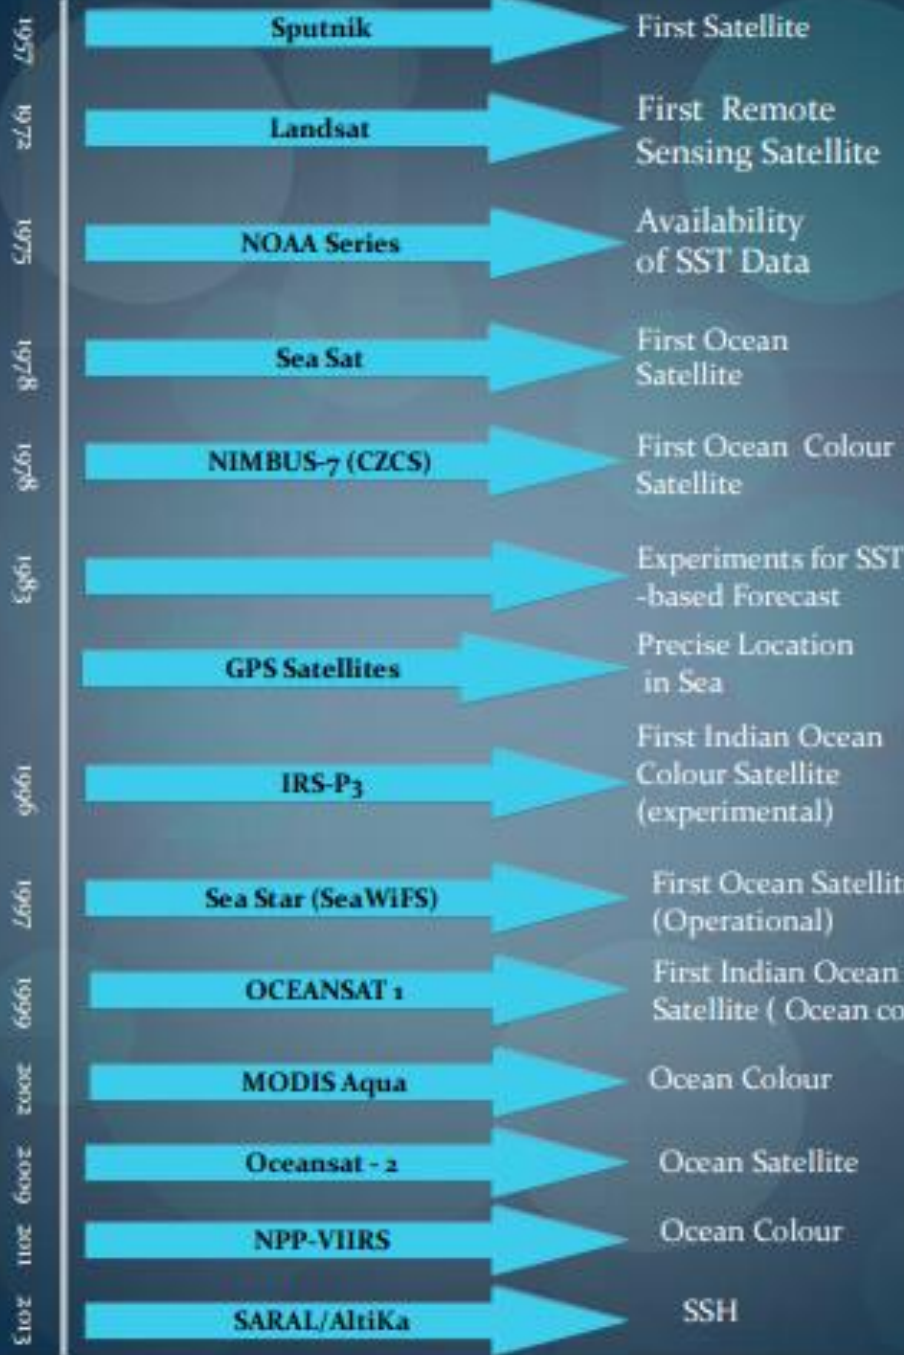 1957
Sputnik
First Satellite
1972
Landsat
First Remote
Sensing Satellite
1975
NOAA Series
Availability
of SST Data
1978
Sea Sat
First Ocean
Satellite
1978
NIMBUS-7 (CZCS)
First Ocean Colour
Satellite
1983
Experiments for SST
-based Forecast
GPS Satellites
Precise Location
in Sea
1996
IRS-P3
First Indian Ocean
Colour Satellite
(experimental)
1997
Sea Star (SeaWiFS)
First Ocean Satellit
(Operational)
1999
OCEANSAT 1
First Indian Ocean
Satellite ( Ocean co
2002
MODIS Aqua
Ocean Colour
2009
Oceansat - 2
Ocean Satellite
2011
NPP-VIIRS
Ocean Colour
2013
SARAL/AltiKa
SSH